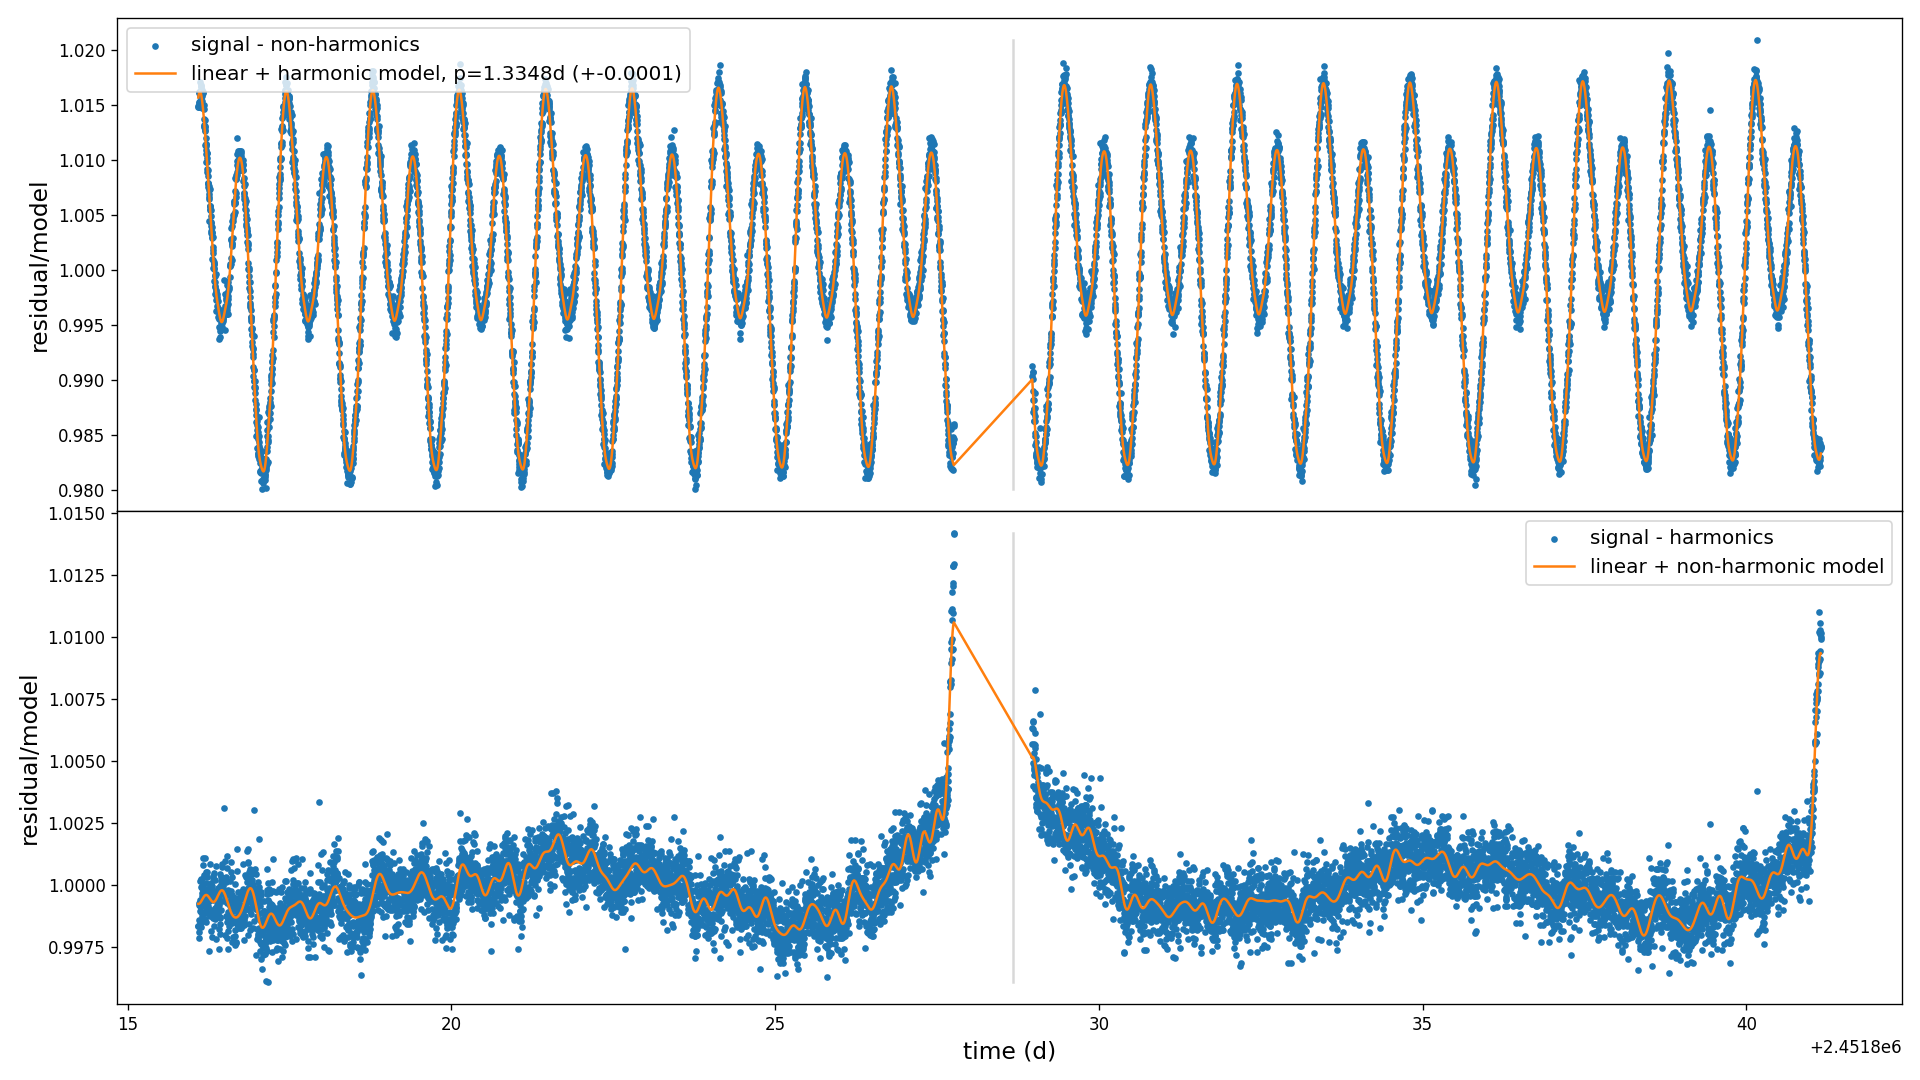 signal - non-harmonics
linear + harmonic model, p=1.3348d (+-0.0001)
1.020
1.015
1.010
1.005
1.000
0.995
0.990
0.985
0.980
residual/model
signal - harmonics
linear + non-harmonic model
1.0150
1.0125
1.0100
1.0075
1.0050
1.0025
1.0000
0.9975
residual/model
15 20 25 30 35 40
time (d)
+2.4518e6